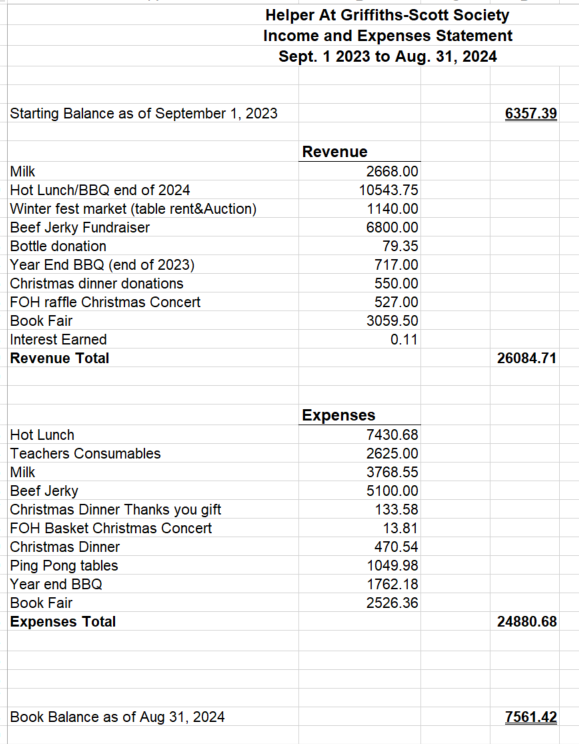 Helper At Griffiths-Scott Society
Income and Expenses Statement
Sept. 1 2023 to Aug. 31, 2024
Starting Balance as of September 1, 2023 6357.39
Revenue
Milk 2668.00
Hot Lunch/BBQ end of 2024 10543.75
Winter fest market (table rent&Auction) 1140.00
Beef Jerky Fundraiser 6800.00
Bottle donation 79.35
Year End BBQ (end of 2023) 717.00
Christmas dinner donations 550.00
FOH raffle Christmas Concert 527.00
Book Fair 3059.50
Interest Earned 0.11
Revenue Total 26084.71
Expenses
Hot Lunch 7430.68
Teachers Consumables 2625.00
Milk 3768.55
Beef Jerky 5100.00
Christmas Dinner Thanks you gift 133.58
FOH Basket Christmas Concert 13.81
Christmas Dinner 470.54
Ping Pong tables 1049.98
Year end BBQ 1762.18
Book Fair 2526.36
Expenses Total 24880.68
Book Balance as of Aug 31, 2024 7561.42